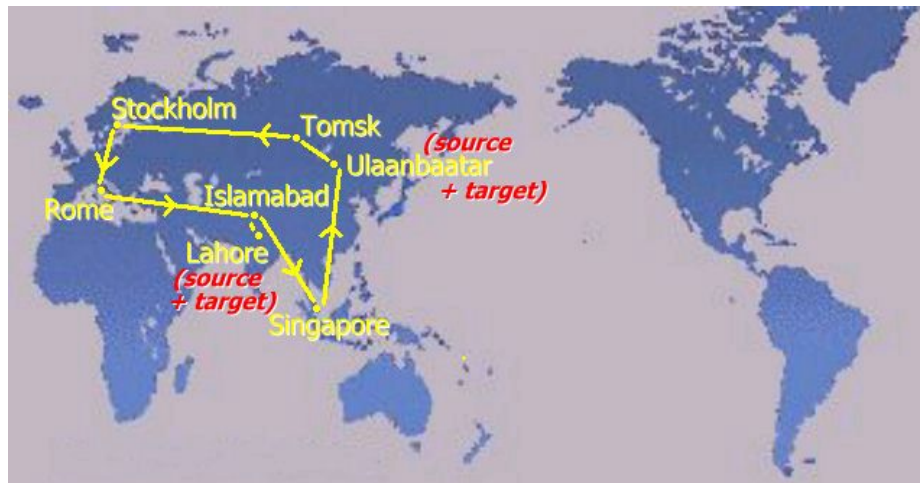 Stockholm
Tomsk
(source
+ target)
Ulaanbaatar
Islamabad
Rome
Lahore
(source
+ target)
Singapore